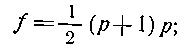 f = 1/2 (p + 1) p;